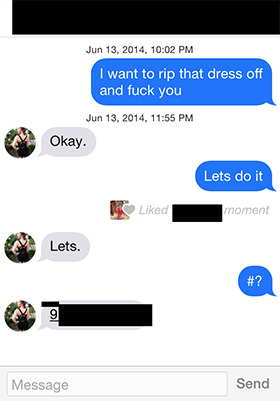 Jun 13, 2014, 10:02 PM
I want to rip that dress off
and fuck you
Jun 13, 2014, 11:55 PM
Okay.
Lets do it
Liked moment
Lets.
#?
9
Message Send